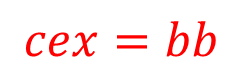 cex = bb